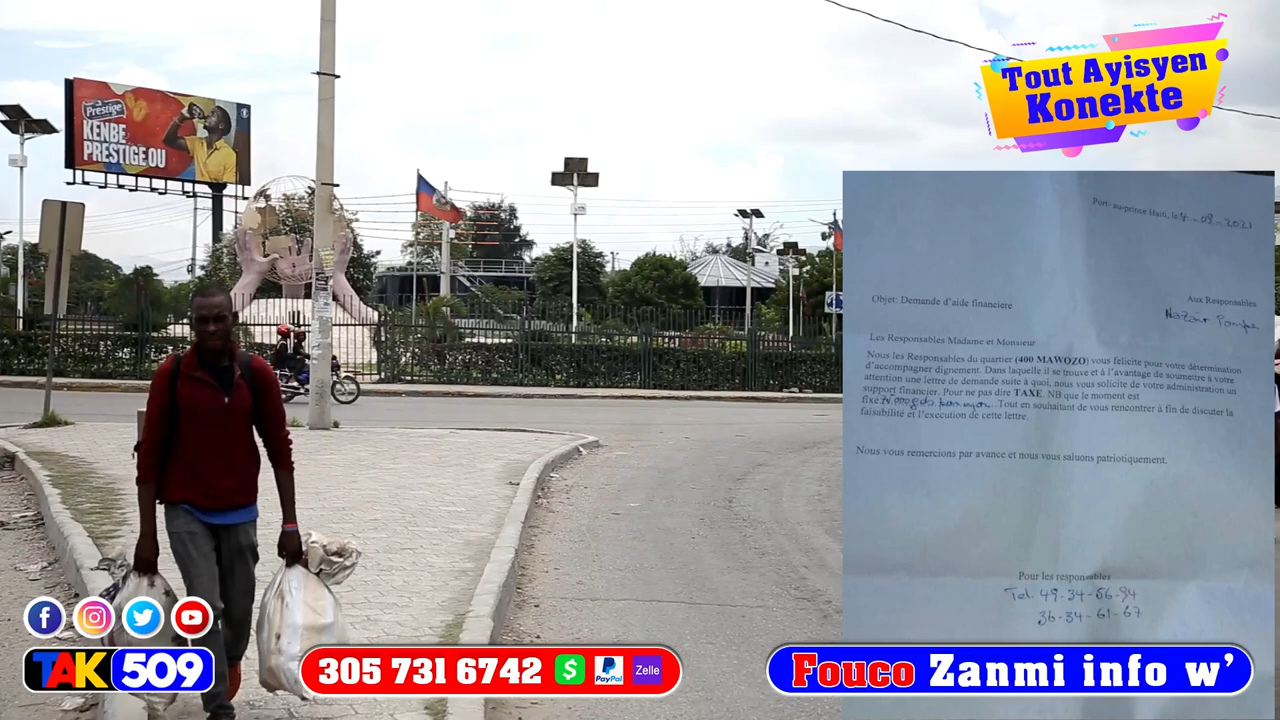 Prestige
KENBE
PRESTIGE OU
Tout Ayisyen
Konekte
Port- au-prince Haiti, le
- 09 - 2021
Objet: Demande d'aide financiere
Aux Responsables
Les Responsables Madame et Monsieur
Nous les Responsables du quartier (400 MAWOZO) vous felicite pour votre détermination
d'accompagner dignement. Dans laquelle il se trouve et à l'avantage de soumettre à votre
attention une lettre de demande suite à quoi, nous vous solicite de votre administration un
support financier. Pour ne pas dire TAXE. NB que le moment est
fixé Tout en souhaitant de vous rencontrer à fin de discuter la
faisabilité et l'execution de cette lettre.
Nous vous remercions par avance et nous vous saluons patriotiquement.
Pour les responsables
Tel. 49-34-66-94
36-34-61-67
TAK 509
305 731 6742 $ PayPal Zelle
Fouco Zanmi info w'